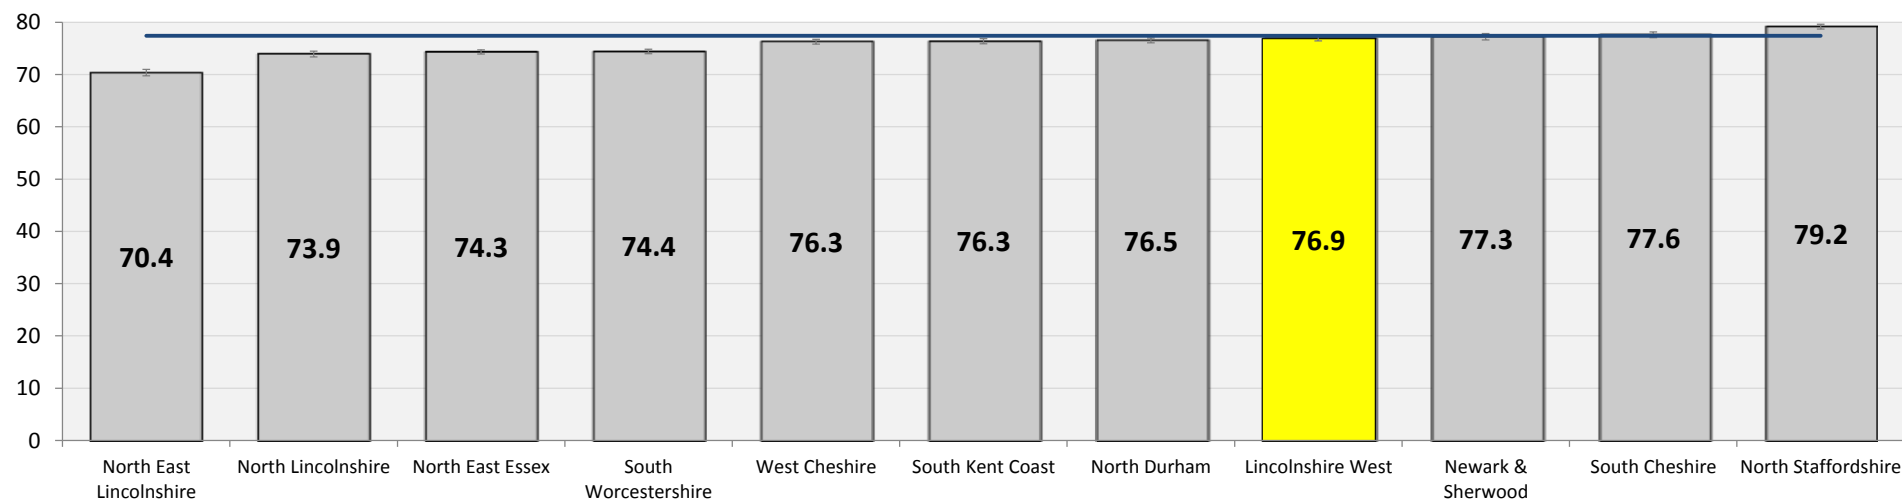 80
70
60
50
40
30
20
10
0
70.4
73.9
74.3
74.4
76.3
76.3
76.5
76.9
77.3
77.6
79.2
North East
Lincolnshire
North Lincolnshire
North East Essex
South
Worcestershire
West Cheshire
South Kent Coast
North Durham
Lincolnshire West
Newark &
Sherwood
South Cheshire
North Staffordshire